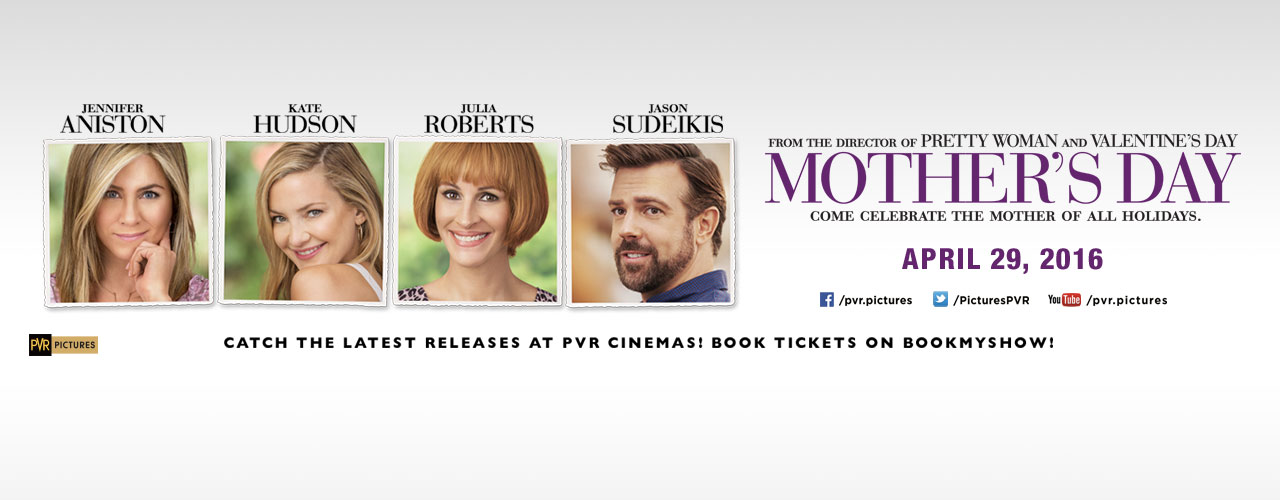 JENNIFER
ANISTON
KATE
HUDSON
JULIA
ROBERTS
JASON
SUDEIKIS
FROM THE DIRECTOR OF PRETTY WOMAN AND VALENTINE'S DAY
MOTHER'S DAY
COME CELEBRATE THE MOTHER OF ALL HOLIDAYS.
APRIL 29, 2016
f /pvr.pictures /PicturesPVR YouTube /pvr.pictures
PVR PICTURES
CATCH THE LATEST RELEASES AT PVR CINEMAS! BOOK TICKETS ON BOOKMYSHOW!